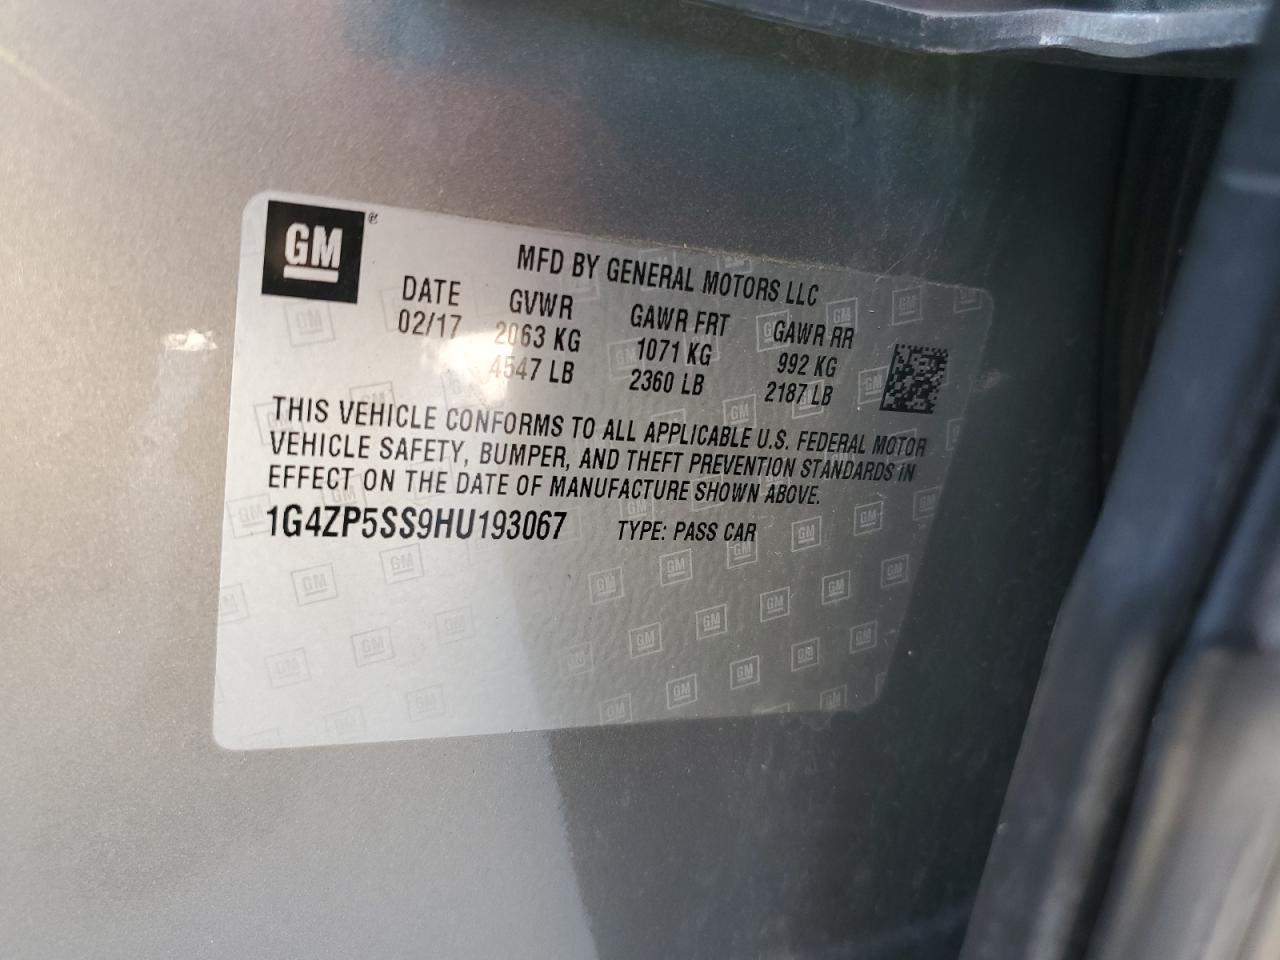 GM ®
MFD BY GENERAL MOTORS LLC
DATE GVWR GAWR FRT GAWR RR
02/17 2063 KG 1071 KG 992 KG
4547 LB 2360 LB 2187 LB
THIS VEHICLE CONFORMS TO ALL APPLICABLE U.S. FEDERAL MOTOR
VEHICLE SAFETY, BUMPER, AND THEFT PREVENTION STANDARDS IN
EFFECT ON THE DATE OF MANUFACTURE SHOWN ABOVE.
1G4ZP5SS9HU193067 TYPE: PASS CAR